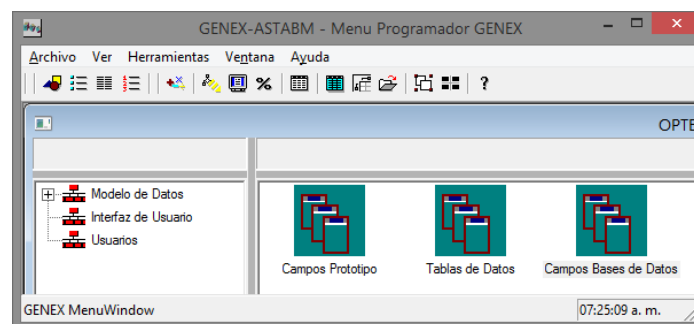 GENEX-ASTABM - Menu Programador GENEX
Archivo Ver Herramientas Ventana Ayuda
OPTE
Modelo de Datos
Interfaz de Usuario
Usuarios
Campos Prototipo Tablas de Datos Campos Bases de Datos
GENEX MenuWindow 07:25:09 a. m.